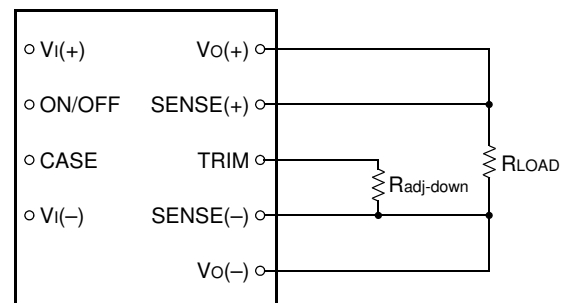 VI(+) VO(+)
ON/OFF SENSE(+)
CASE TRIM
RLOAD
Radj-down
VI(–) SENSE(–)
VO(–)